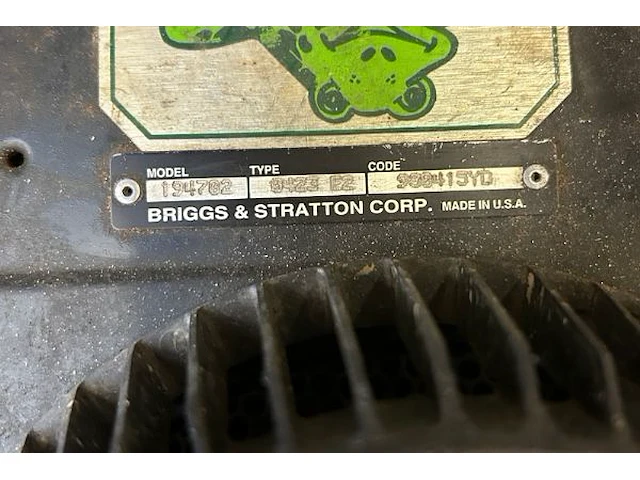 MODEL TYPE CODE
194702 0423 E2 980415YD
BRIGGS & STRATTON CORP. MADE IN U.S.A.